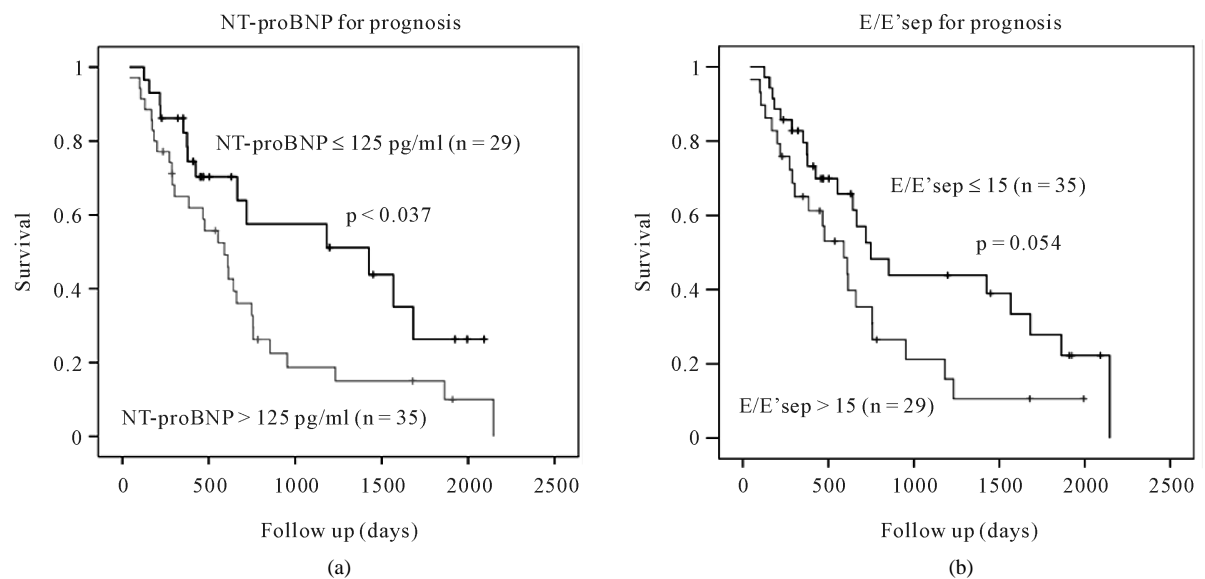 NT-proBNP for prognosis
1
0.8
0.6
0.4
0.2
0
Survival
NT-proBNP ≤ 125 pg/ml (n = 29)
p < 0.037
NT-proBNP > 125 pg/ml (n = 35)
0 500 1000 1500 2000 2500
Follow up (days)
(a)
E/E'sep for prognosis
1
0.8
0.6
0.4
0.2
0
Survival
E/E'sep ≤ 15 (n = 35)
p = 0.054
E/E'sep > 15 (n = 29)
0 500 1000 1500 2000 2500
Follow up (days)
(b)